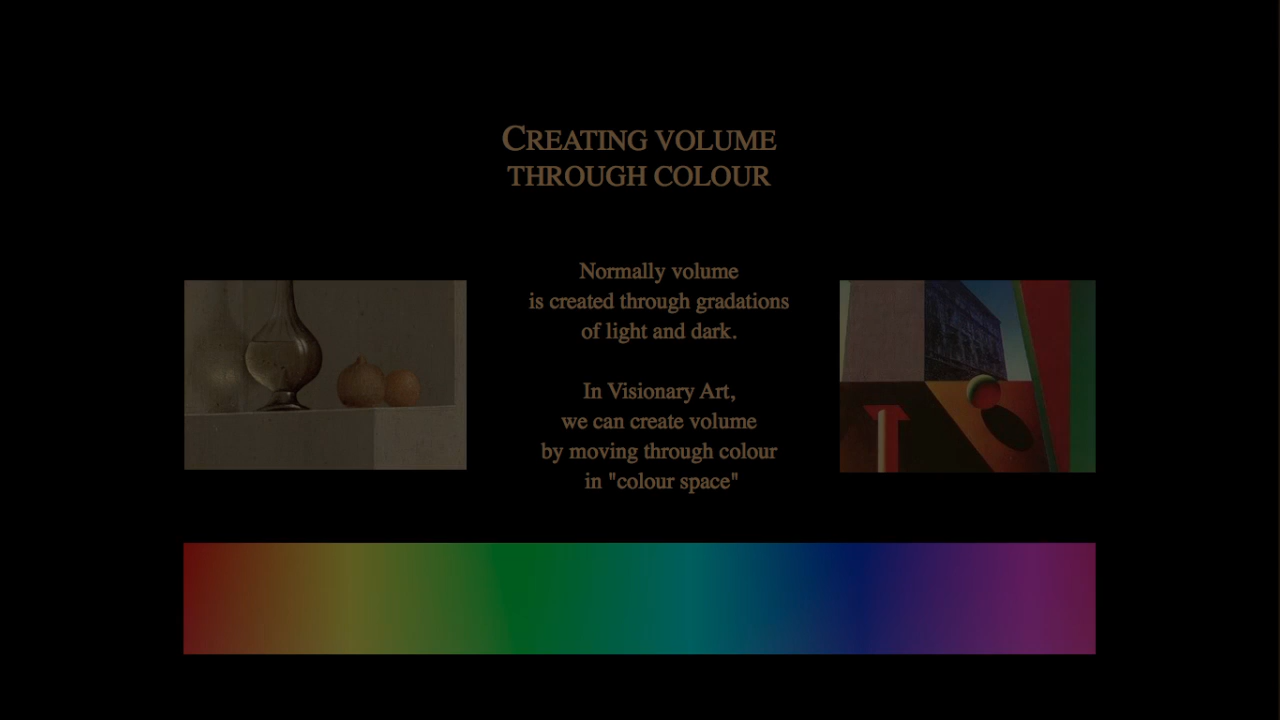 CREATING VOLUME
THROUGH COLOUR
Normally volume
is created through gradations
of light and dark.
In Visionary Art,
we can create volume
by moving through colour
in "colour space"